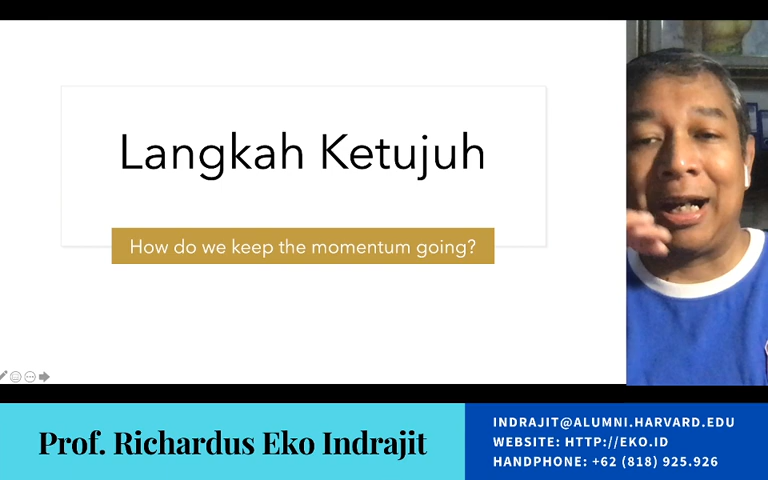 Langkah Ketujuh
How do we keep the momentum going?
Prof. Richardus Eko Indrajit
INDRAJIT@ALUMNI.HARVARD.EDU
WEBSITE: HTTP://EKO.ID
HANDPHONE: +62 (818) 925.926